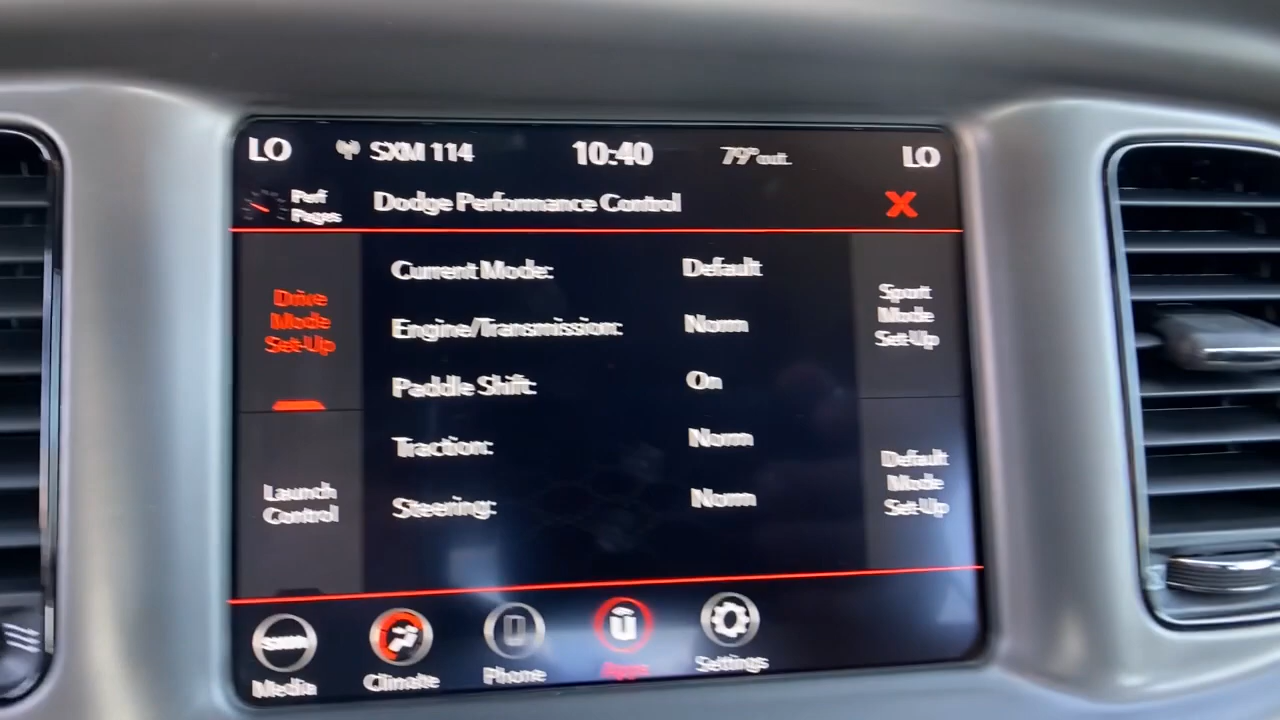 LO SXM 114 10:40 79° out. LO
Perf
Pages
Dodge Performance Control
X
Drive
Mode
Set-Up
Launch
Control
Current Mode: Default
Engine/Transmission: Norm
Paddle Shift: On
Traction: Norm
Steering: Norm
Sport
Mode
Set-Up
Default
Mode
Set-Up
Media
Climate
Phone
Apps
Settings